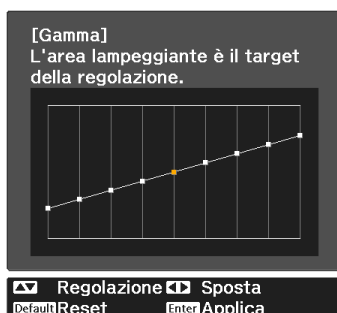 [Gamma]
L'area lampeggiante è il target
della regolazione.
Regolazione Sposta
Default Reset Enter Applica